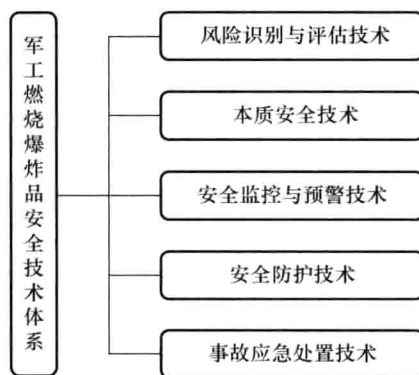 军工燃烧爆炸品安全技术体系
风险识别与评估技术
本质安全技术
安全监控与预警技术
安全防护技术
事故应急处置技术